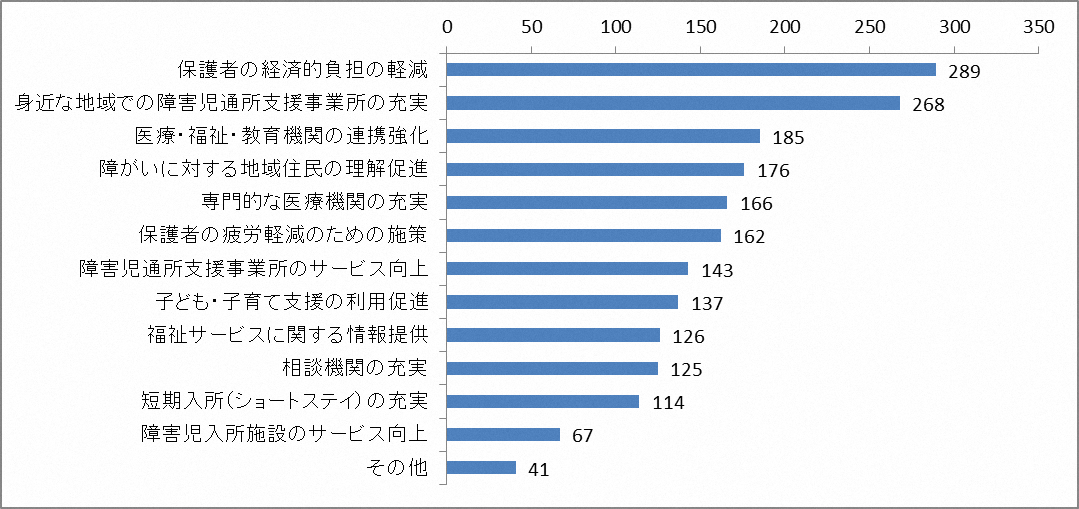 0 50 100 150 200 250 300 350
保護者の経済的負担の軽減 289
身近な地域での障害児通所支援事業所の充実 268
医療・福祉・教育機関の連携強化 185
障がいに対する地域住民の理解促進 176
専門的な医療機関の充実 166
保護者の疲労軽減のための施策 162
障害児通所支援事業所のサービス向上 143
子ども・子育て支援の利用促進 137
福祉サービスに関する情報提供 126
相談機関の充実 125
短期入所(ショートステイ)の充実 114
障害児入所施設のサービス向上 67
その他 41